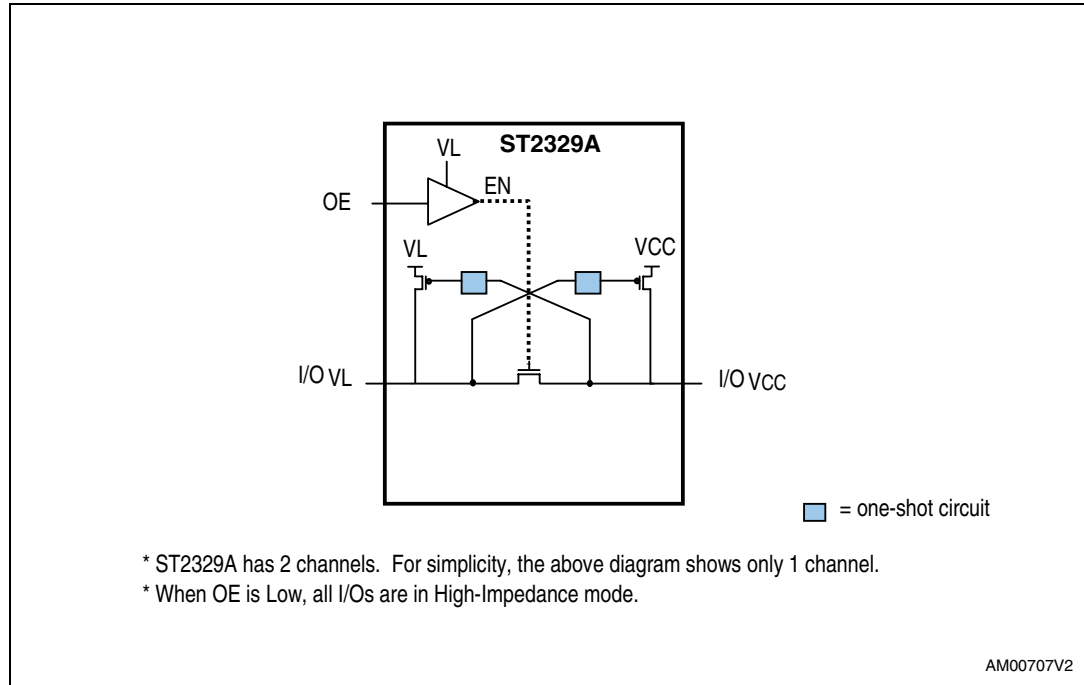 ST2329A
VL
EN
OE
VL
VCC
I/O VL
I/O VCC
= one-shot circuit
* ST2329A has 2 channels. For simplicity, the above diagram shows only 1 channel.
* When OE is Low, all I/Os are in High-Impedance mode.
AM00707V2